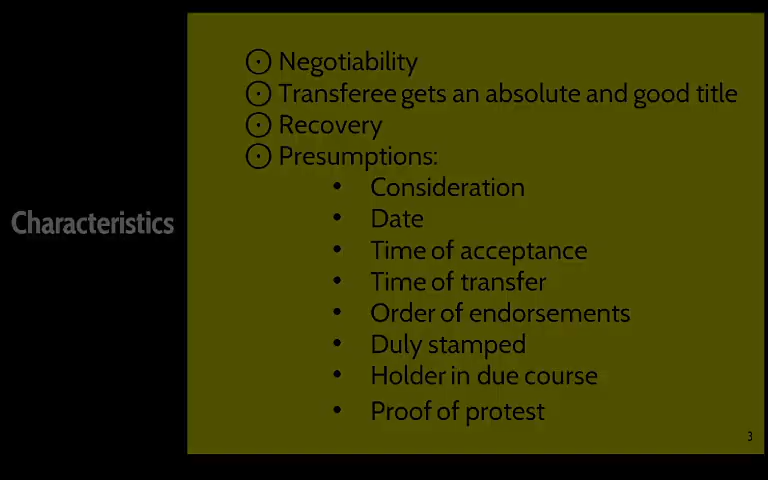 Characteristics
⊙ Negotiability
⊙ Transferee gets an absolute and good title
⊙ Recovery
⊙ Presumptions:
• Consideration
• Date
• Time of acceptance
• Time of transfer
• Order of endorsements
• Duly stamped
• Holder in due course
• Proof of protest
3